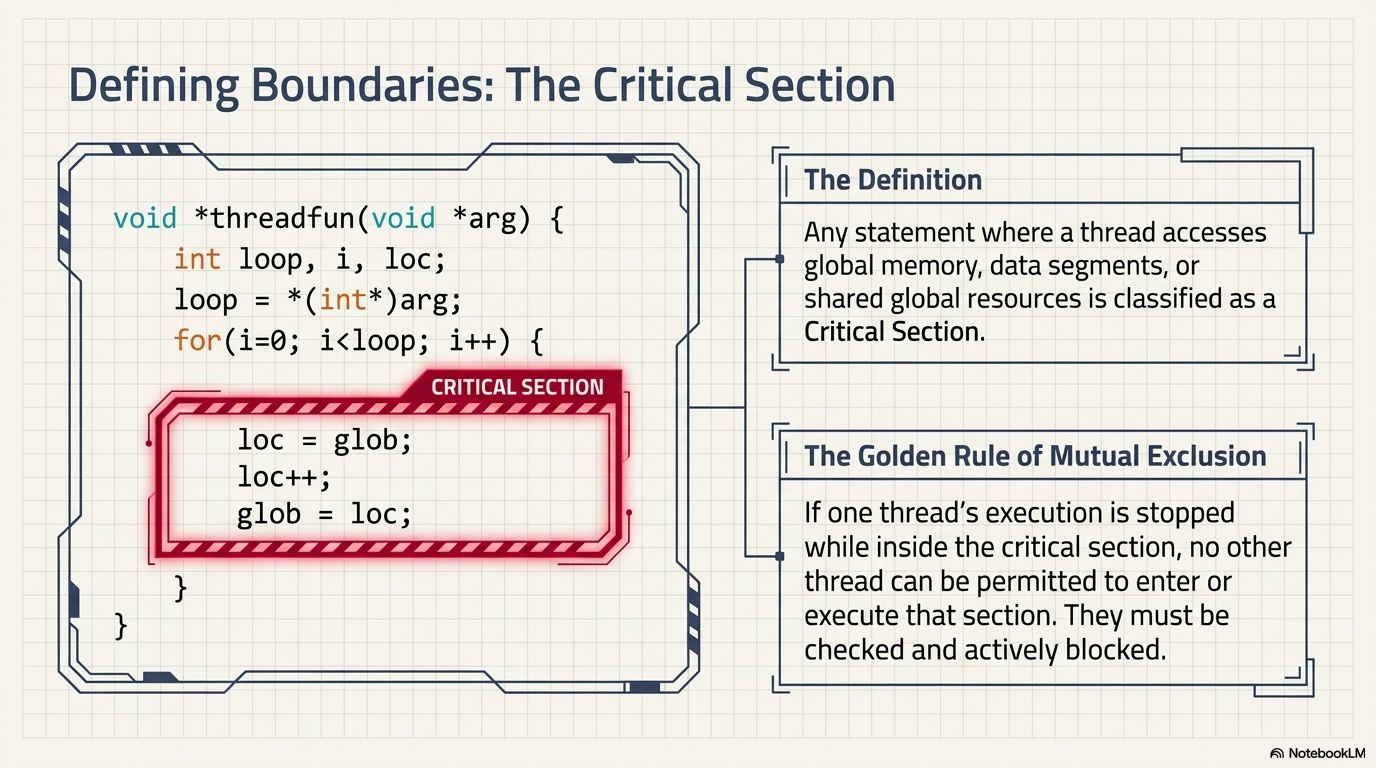 Defining Boundaries: The Critical Section
void *threadfun(void *arg) {
int loop, i, loc;
loop = *(int*)arg;
for(i=0; i<loop; i++) {
CRITICAL SECTION
loc = glob;
loc++;
glob = loc;
}
}
The Definition
Any statement where a thread accesses
global memory, data segments, or
shared global resources is classified as a
Critical Section.
The Golden Rule of Mutual Exclusion
If one thread’s execution is stopped
while inside the critical section, no other
thread can be permitted to enter or
execute that section. They must be
checked and actively blocked.
NotebookLM